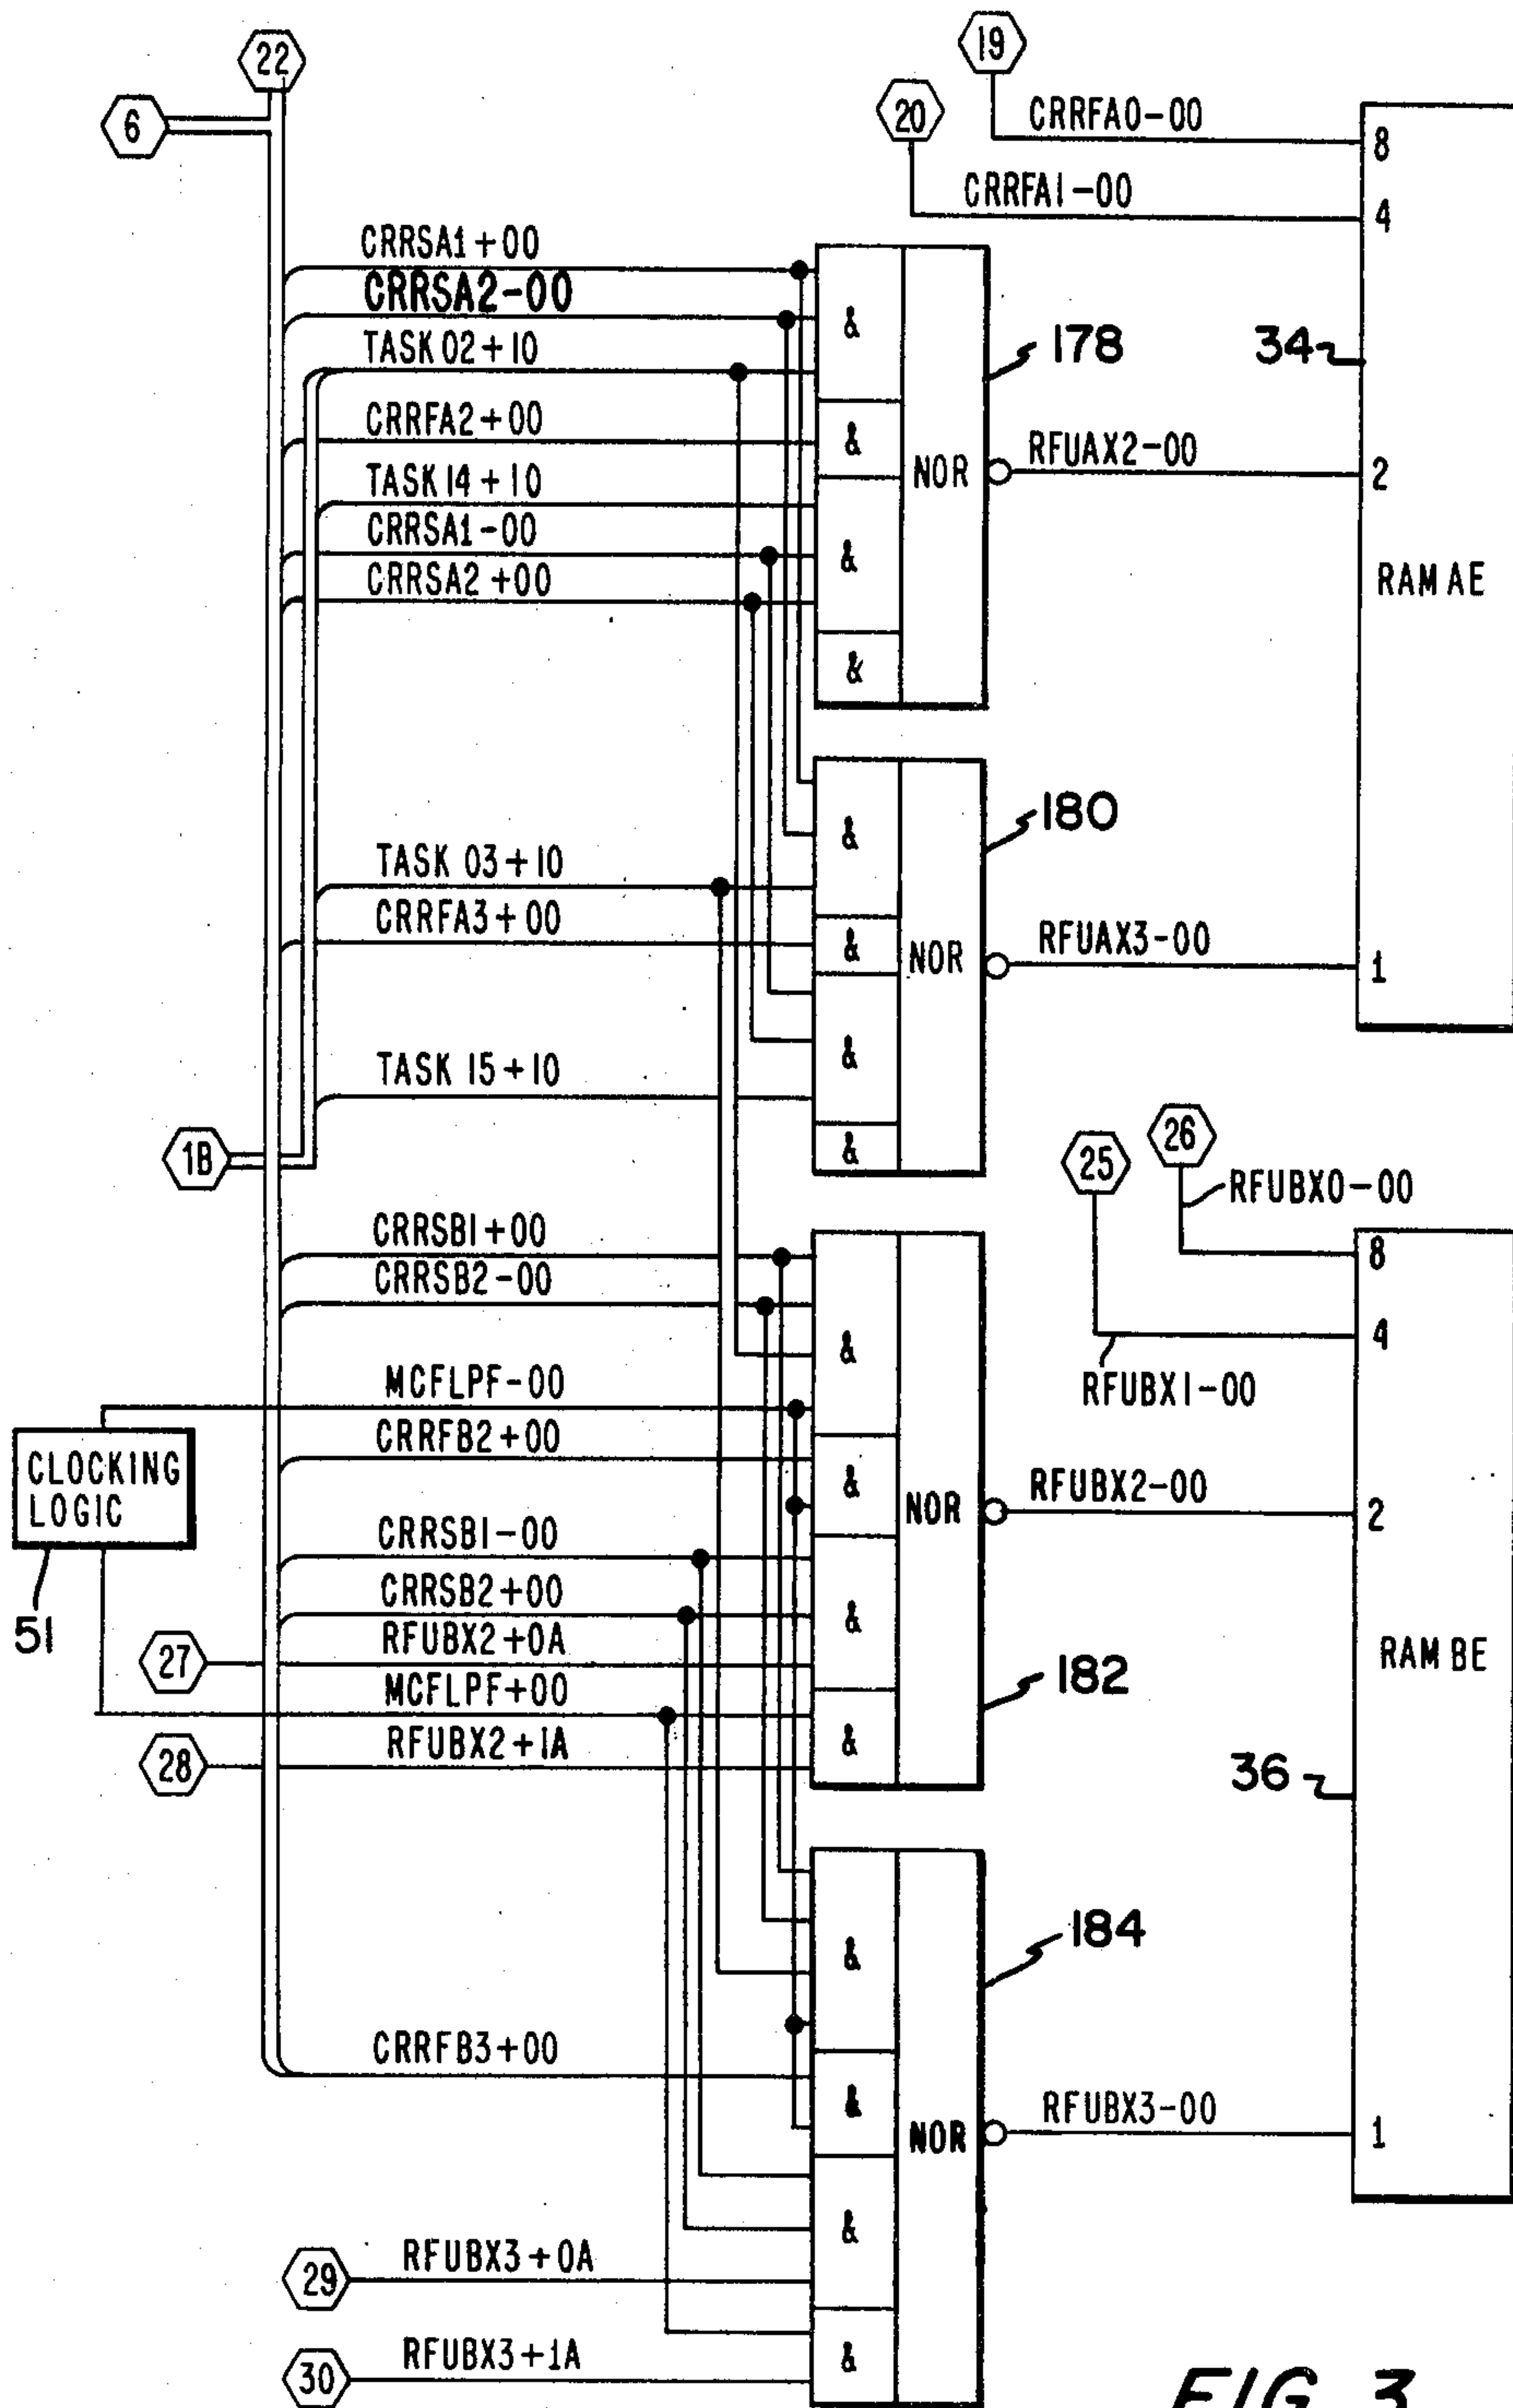 19
22
20
6
CRRFA0-00
8
CRRFA1-00
4
CRRSA1+00
CRRSA2-00
TASK 02+10
&
178
34
CRRFA2+00
&
NOR
RFUAX2-00
2
TASK 14+10
CRRSA1-00
&
CRRSA2+00
RAM AE
&
180
&
TASK 03+10
CRRFA3+00
&
NOR
RFUAX3-00
1
&
TASK 15+10
1B
&
26
25
RFUBX0-00
CRRSB1+00
8
CRRSB2-00
4
&
RFUBX1-00
MCFLPF-00
CRRFB2+00
CLOCKING
LOGIC
&
NOR
RFUBX2-00
2
CRRSB1-00
CRRSB2+00
&
51
27
RFUBX2+0A
RAM BE
MCFLPF+00
182
&
28
RFUBX2+1A
36
184
&
CRRFB3+00
&
NOR
RFUBX3-00
1
&
29
RFUBX3+0A
30
RFUBX3+1A
&
FIG. 3